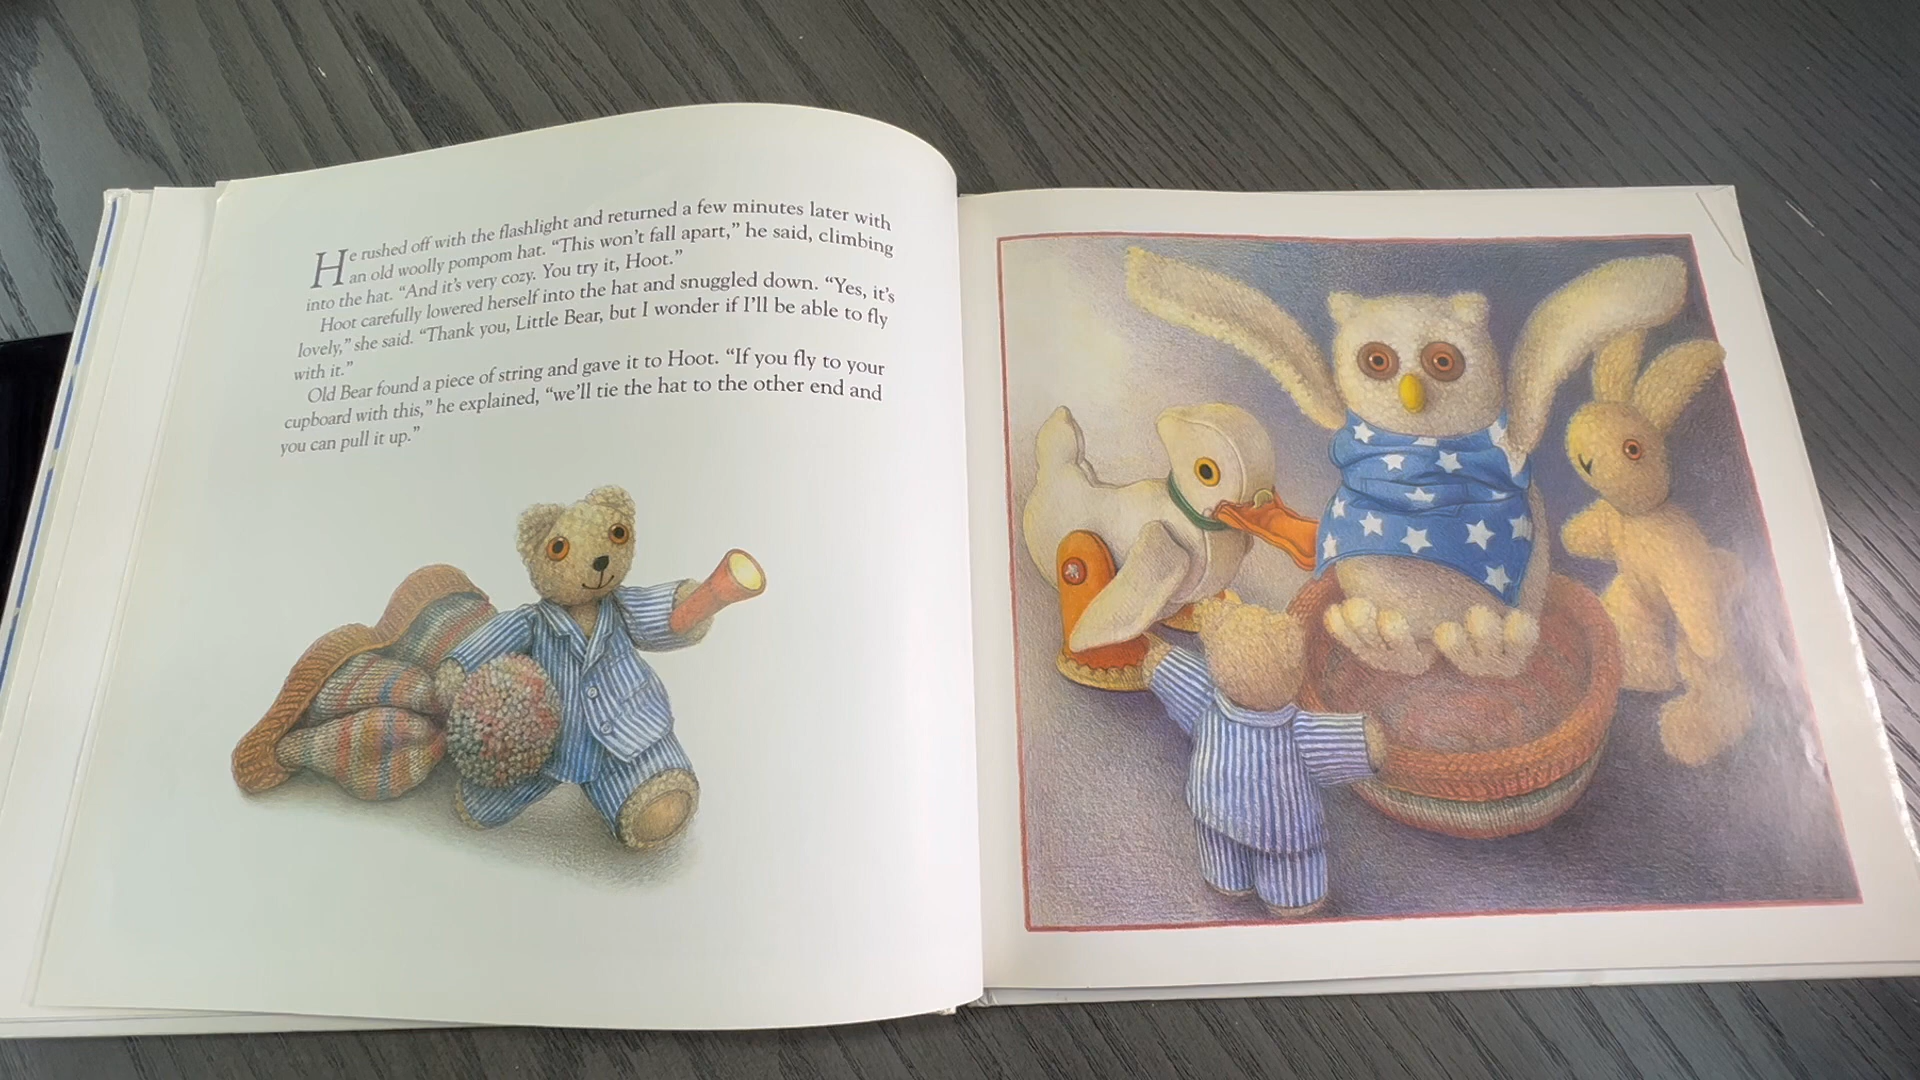 He rushed off with the flashlight and returned a few minutes later with
an old woolly pompom hat. “This won’t fall apart,” he said, climbing
into the hat. “And it’s very cozy. You try it, Hoot.”
Hoot carefully lowered herself into the hat and snuggled down. “Yes, it’s
lovely,” she said. “Thank you, Little Bear, but I wonder if I’ll be able to fly
with it.”
Old Bear found a piece of string and gave it to Hoot. “If you fly to your
cupboard with this,” he explained, “we’ll tie the hat to the other end and
you can pull it up.”